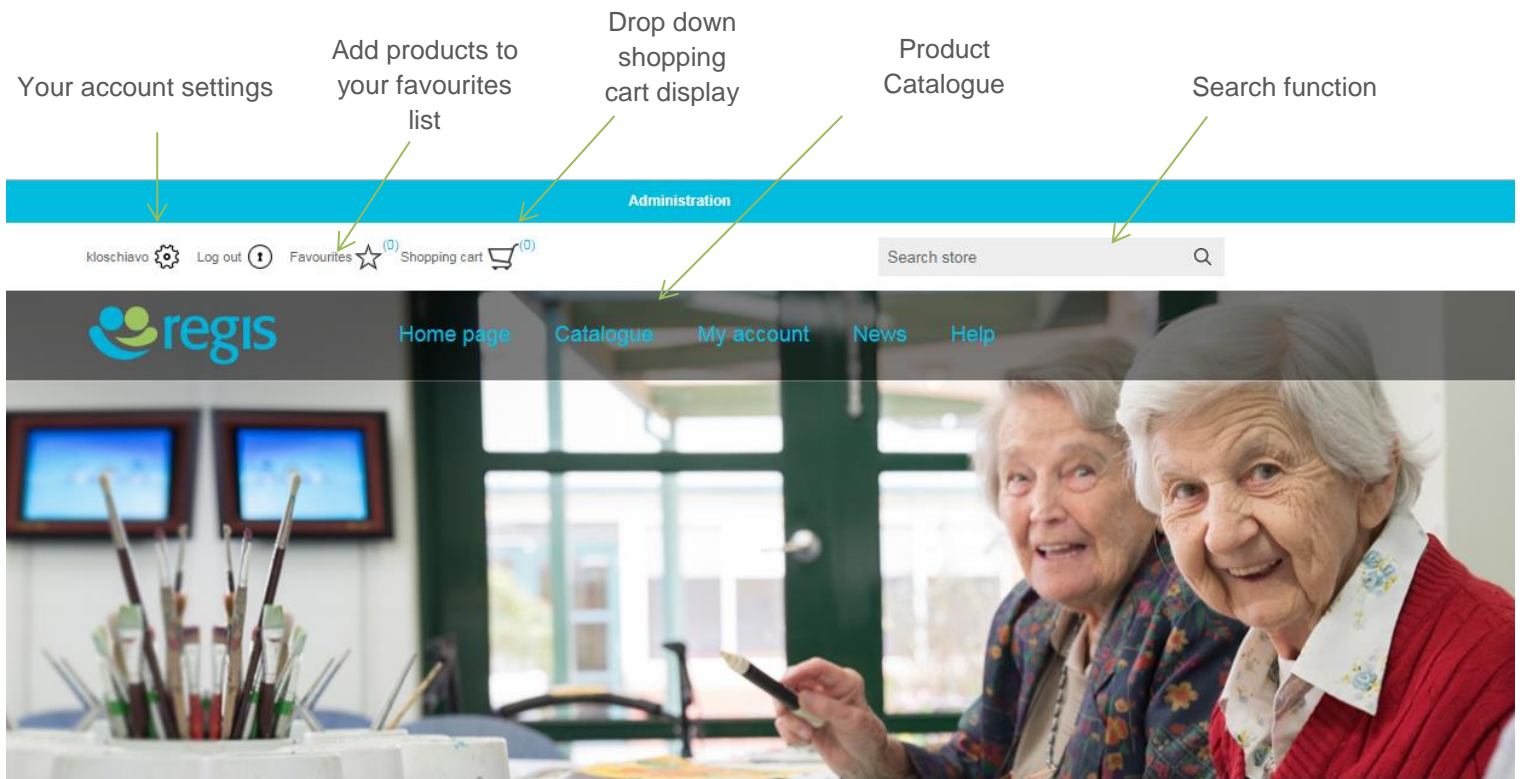 Drop down
shopping
cart display
Add products to
your favourites
list
Product
Catalogue
Your account settings
Search function
Administration
kloschiavo Log out Favourites (0) Shopping cart (0) Search store
regis Home page Catalogue My account News Help